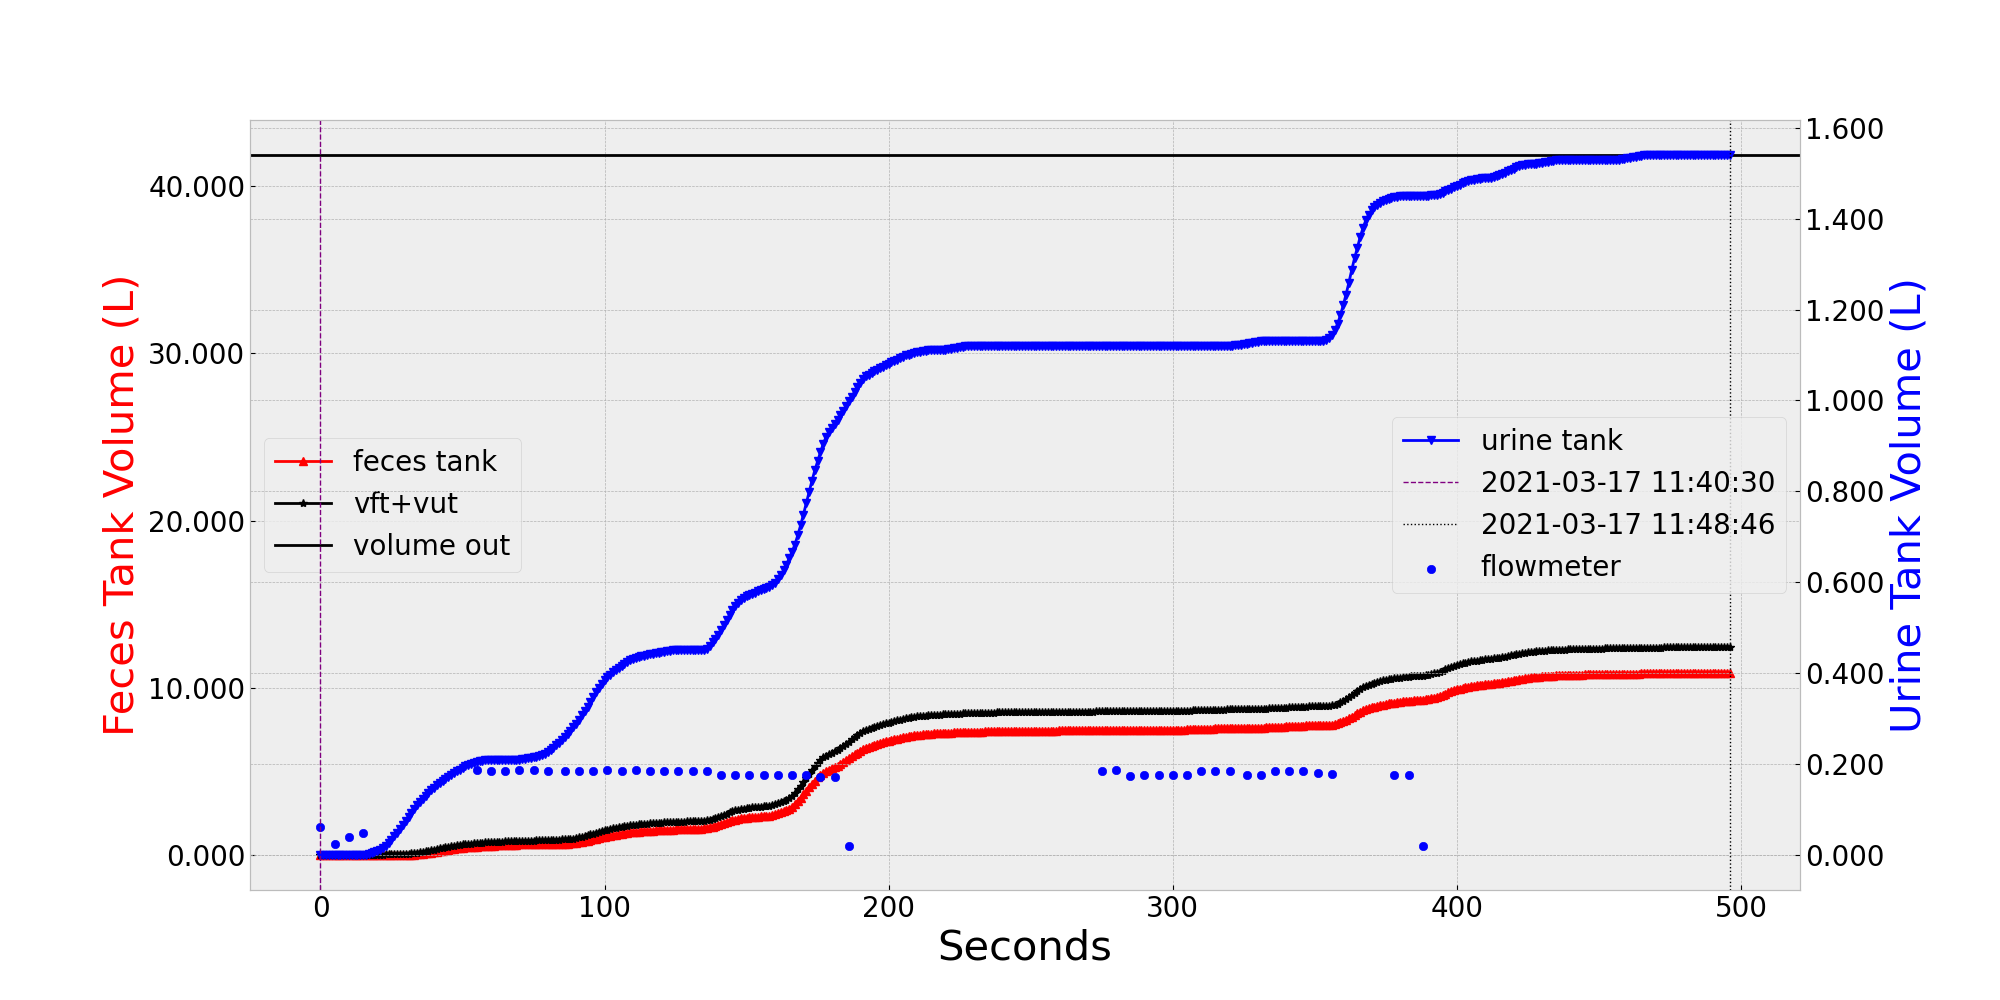 Feces Tank Volume (L)
40.000
30.000
20.000
10.000
0.000
feces tank
vft+vut
volume out
urine tank
2021-03-17 11:40:30
2021-03-17 11:48:46
flowmeter
1.600
1.400
1.200
1.000
0.800
0.600
0.400
0.200
0.000
Urine Tank Volume (L)
0 100 200 300 400 500
Seconds